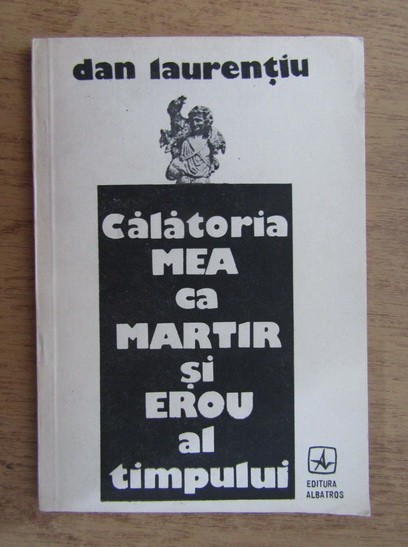 dan laurențiu
Călătoria
MEA
ca
MARTIR
și
EROU
al
timpului
EDITURA
ALBATROS